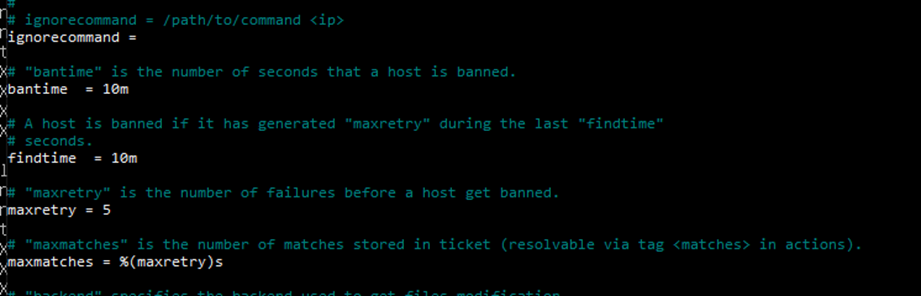 #
# ignorecommand = /path/to/command <ip>
ignorecommand =
# "bantime" is the number of seconds that a host is banned.
bantime  = 10m
# A host is banned if it has generated "maxretry" during the last "findtime"
# seconds.
findtime  = 10m
# "maxretry" is the number of failures before a host get banned.
maxretry = 5
# "maxmatches" is the number of matches stored in ticket (resolvable via tag <matches> in actions).
maxmatches = %(maxretry)s
# "backend" specifies the backend used to get files modification.